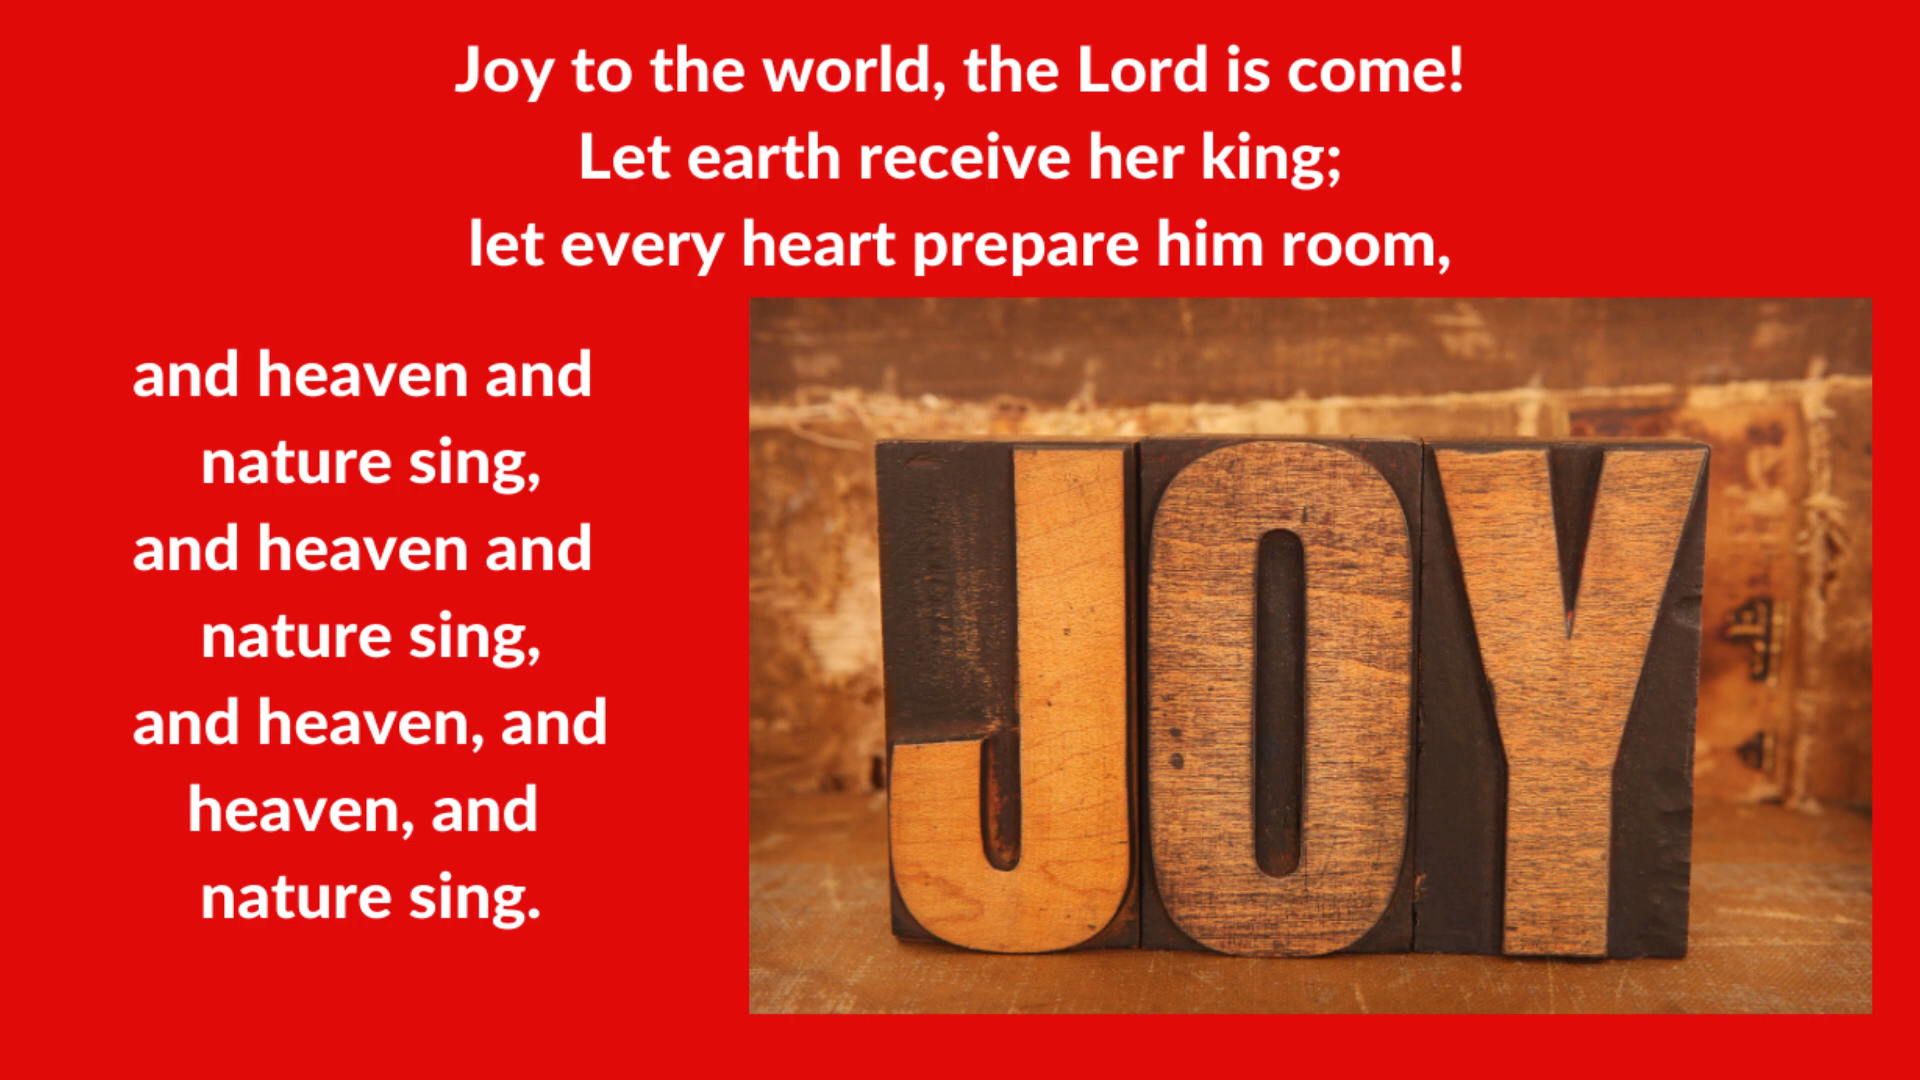 Joy to the world, the Lord is come!
Let earth receive her king;
let every heart prepare him room,
and heaven and
nature sing,
and heaven and
nature sing,
and heaven, and
heaven, and
nature sing.
JOY